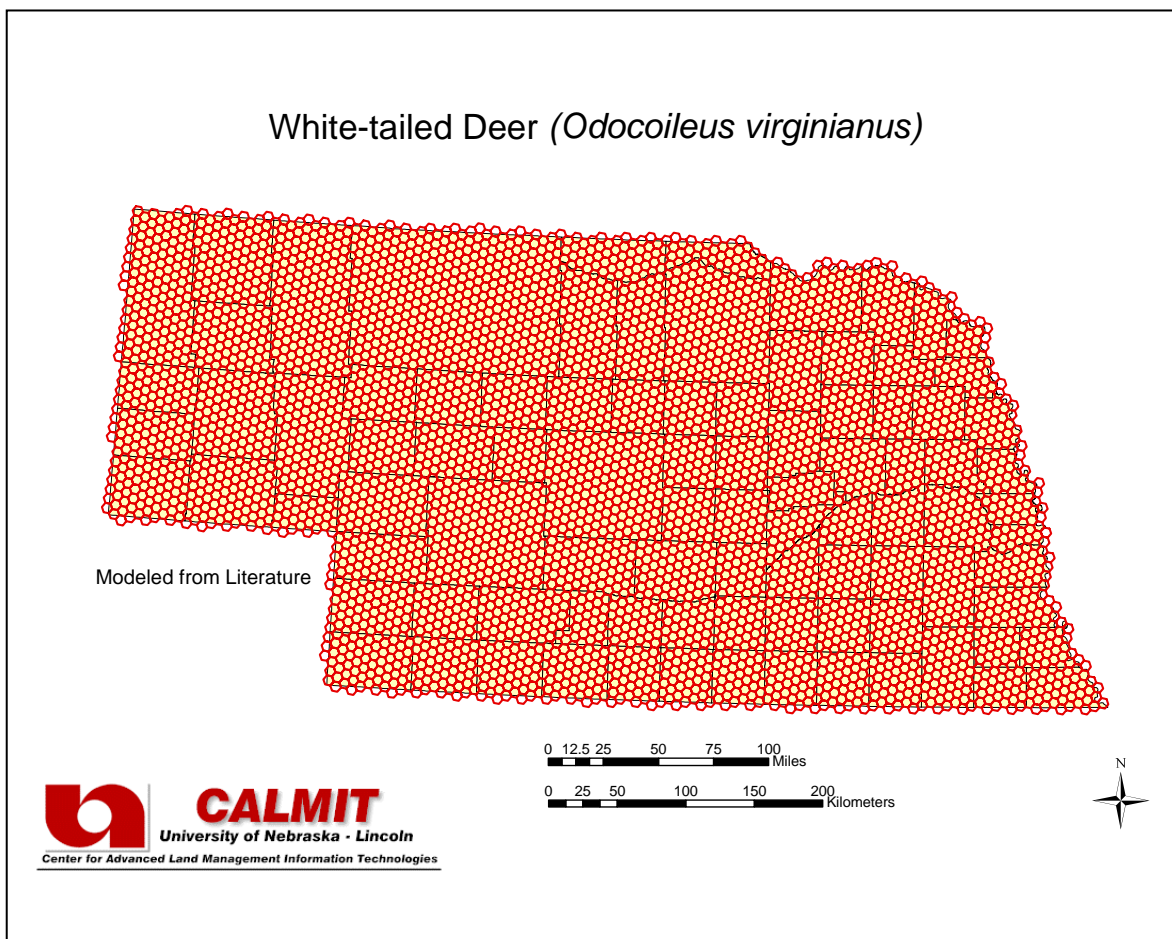 White-tailed Deer (Odocoileus virginianus)
Modeled from Literature
0 12.5 25 50 75 100
Miles
0 25 50 100 150 200
Kilometers
N
CALMIT
University of Nebraska - Lincoln
Center for Advanced Land Management Information Technologies